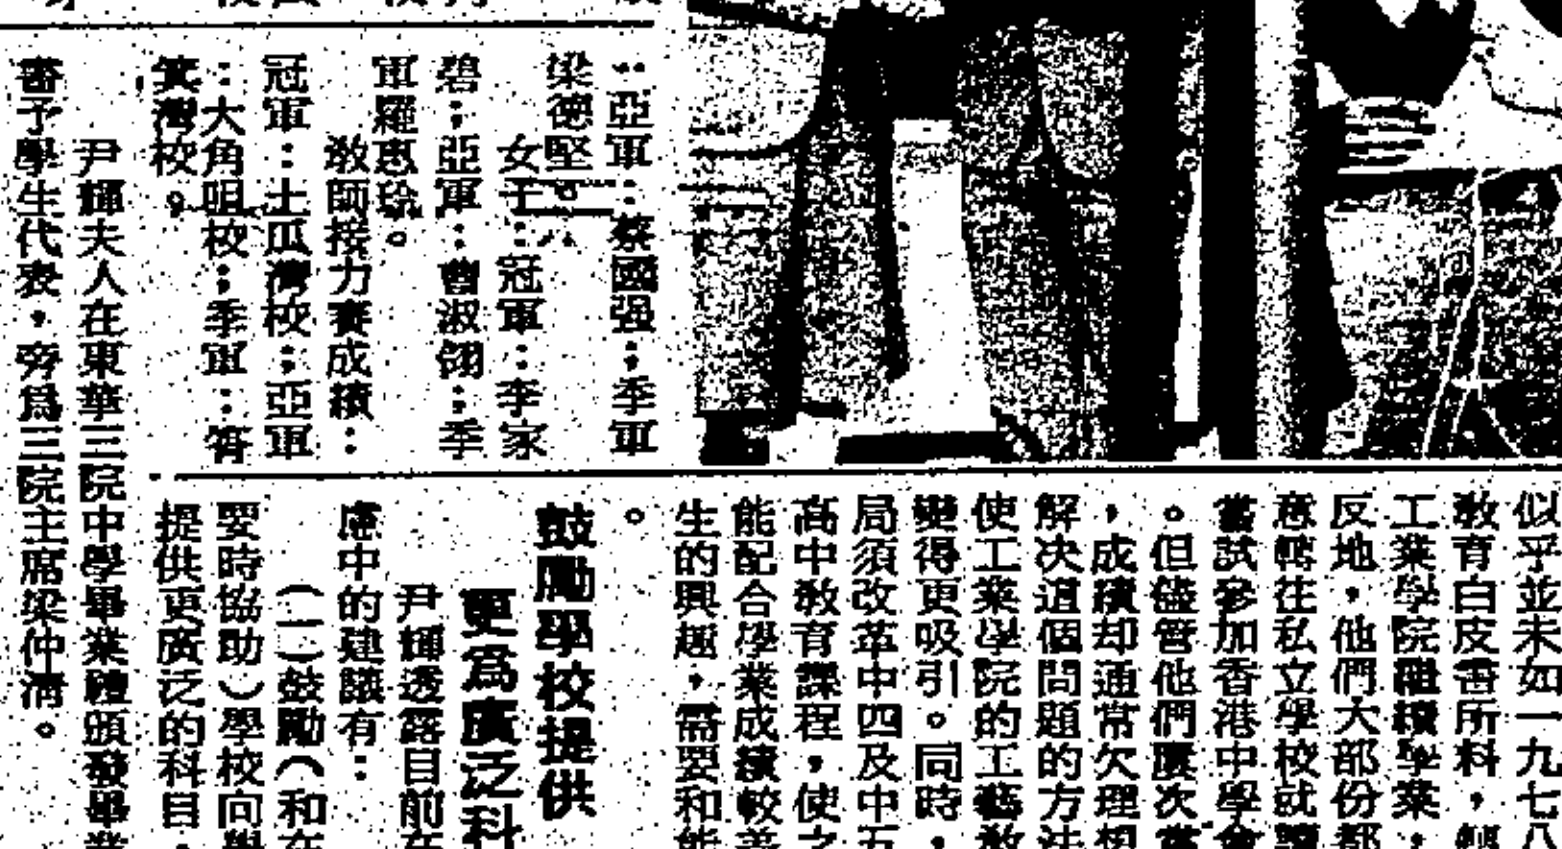 ：亞軍：蔡國强；季軍
梁德堅。
女子：冠軍：李家
碧；亞軍：曹淑翎；季
軍羅惠玲。
敎師接力賽成績：
冠軍：土瓜灣校；亞軍
：大角咀校；季軍：筲
箕灣校。
尹輝夫人在東華三院中學畢業禮頒發畢業
書予學生代表，旁爲三院主席梁仲淸。
似乎並未如一九七八
敎育白皮書所料，
工業學院繼續學業，
反地，他們大部份都
意轉往私立學校就讀
嘗試參加香港中學會
。但儘管他們屢次嘗
，成績却通常欠理想
解决這個問題的方法
使工業學院的工藝敎
變得更吸引。同時，
局須改革中四及中五
高中敎育課程，使之
能配合學業成績較差
生的興趣，需要和能
。
鼓勵學校提供
更爲廣泛科
尹輝透露目前在
慮中的建議有：
（一）鼓勵（和在
要時協助）學校向學
提供更廣泛的科目，